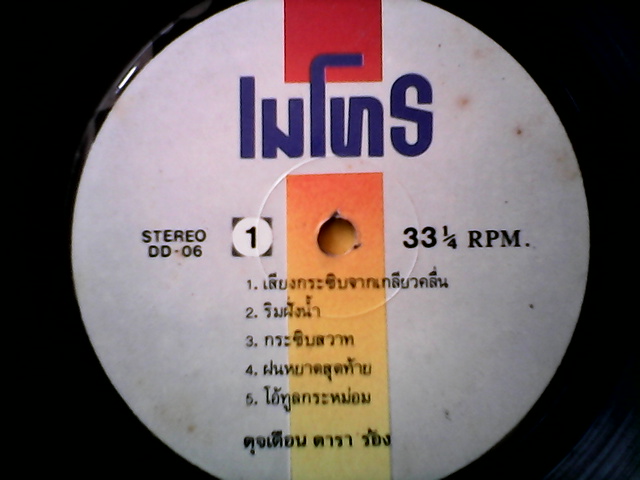 เมโทร
STEREO
DD-06
1
33 ¼ RPM.
1. เสียงกระซิบจากเกลียวคลื่น
2. ริมฝั่งน้ำ
3. กระซิบสวาท
4. ฝนหยาดสุดท้าย
5. โอ้ทูลกระหม่อม
ดุจเดือน ดารา ร้อง